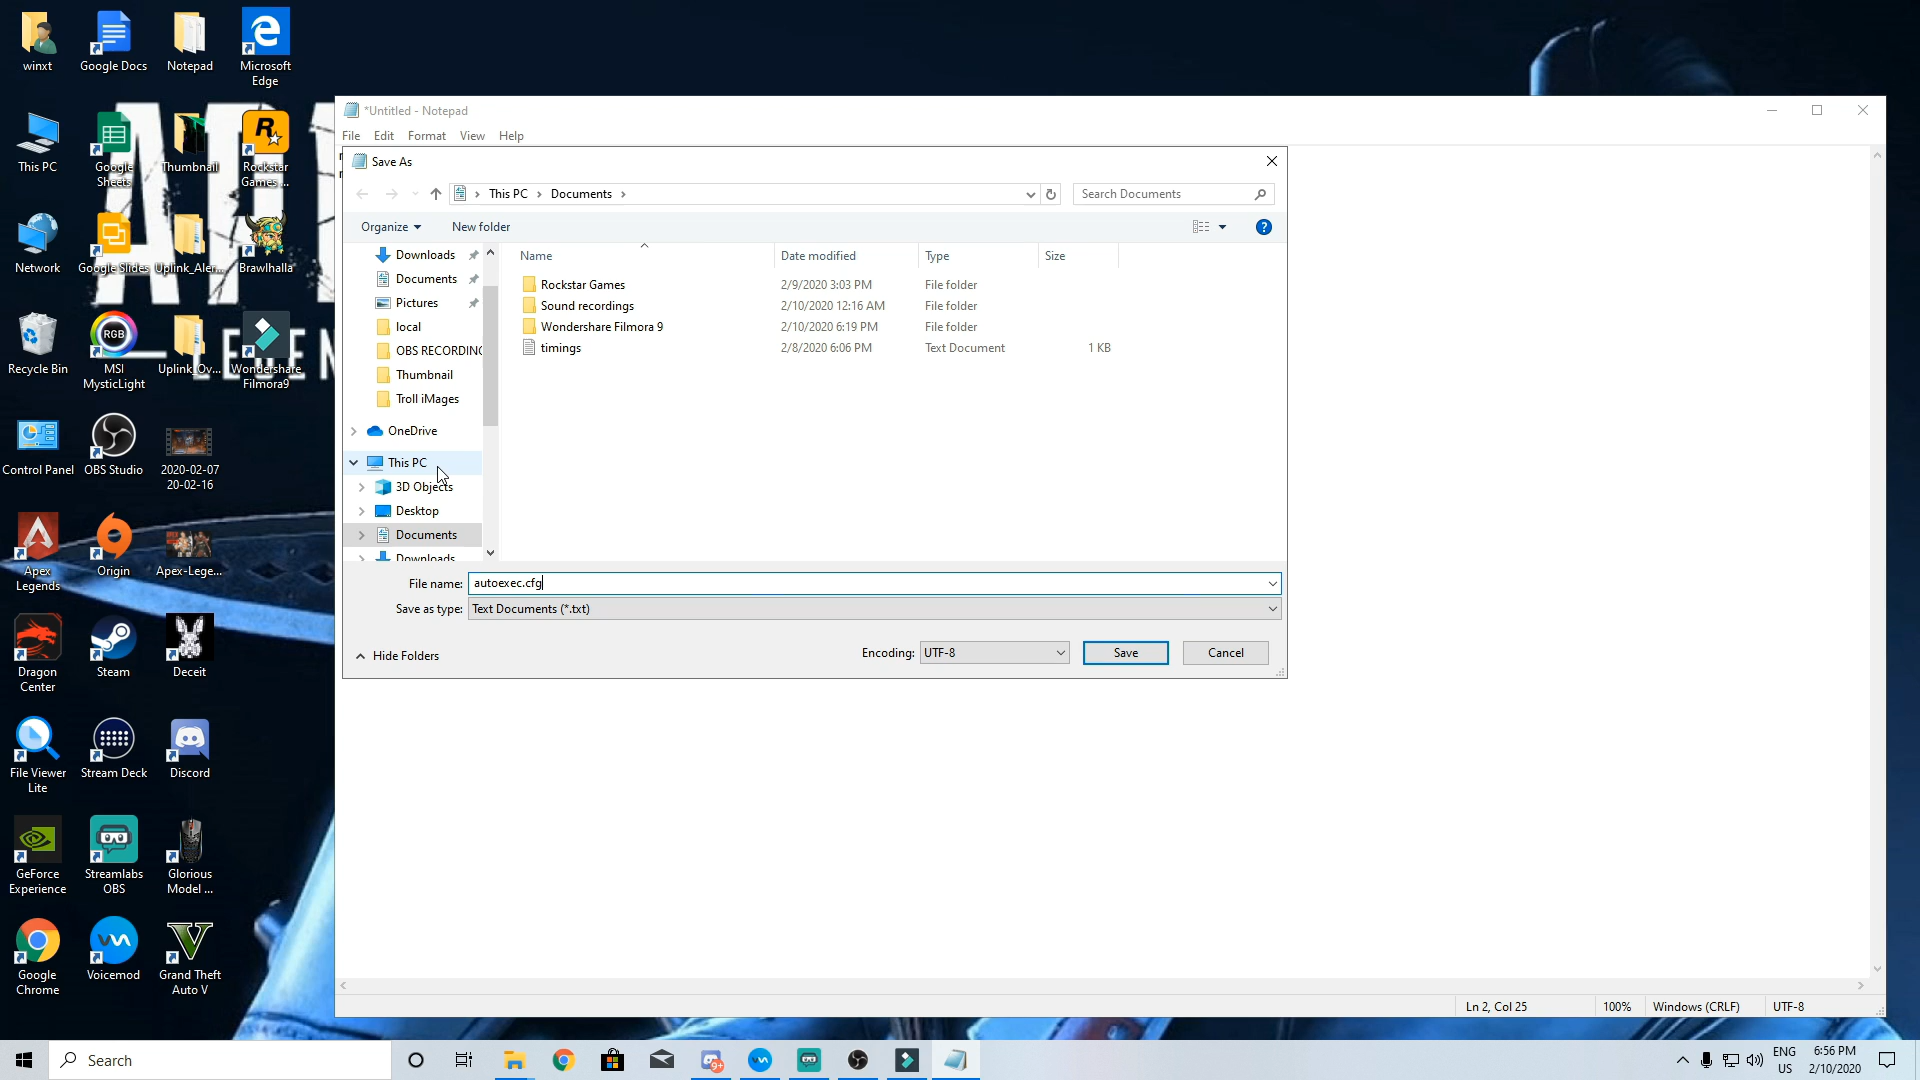 winxt
Google Docs
Notepad
Microsoft
Edge
This PC
Google
Sheets
Thumbnail
Rockstar
Games ...
Network
Google Slides
Uplink_Aler...
Brawlhalla
Recycle Bin
MSI
MysticLight
Uplink_Ov...
Wondershare
Filmora9
Control Panel
OBS Studio
2020-02-07
20-02-16
Apex
Legends
Origin
Apex-Lege...
Dragon
Center
Steam
Deceit
File Viewer
Lite
Stream Deck
Discord
GeForce
Experience
Streamlabs
OBS
Glorious
Model ...
Google
Chrome
Voicemod
Grand Theft
Auto V
*Untitled - Notepad
File Edit Format View Help
Save As
This PC > Documents >
Search Documents
Organize
New folder
Downloads
Documents
Pictures
local
OBS RECORDING
Thumbnail
Troll iMages
OneDrive
This PC
3D Objects
Desktop
Documents
Downloads
Name Date modified Type Size
Rockstar Games 2/9/2020 3:03 PM File folder
Sound recordings 2/10/2020 12:16 AM File folder
Wondershare Filmora 9 2/10/2020 6:19 PM File folder
timings 2/8/2020 6:06 PM Text Document 1 KB
File name: autoexec.cfg
Save as type: Text Documents (*.txt)
Hide Folders
Encoding: UTF-8
Save
Cancel
Ln 2, Col 25
100%
Windows (CRLF)
UTF-8
Search
ENG
US
6:56 PM
2/10/2020